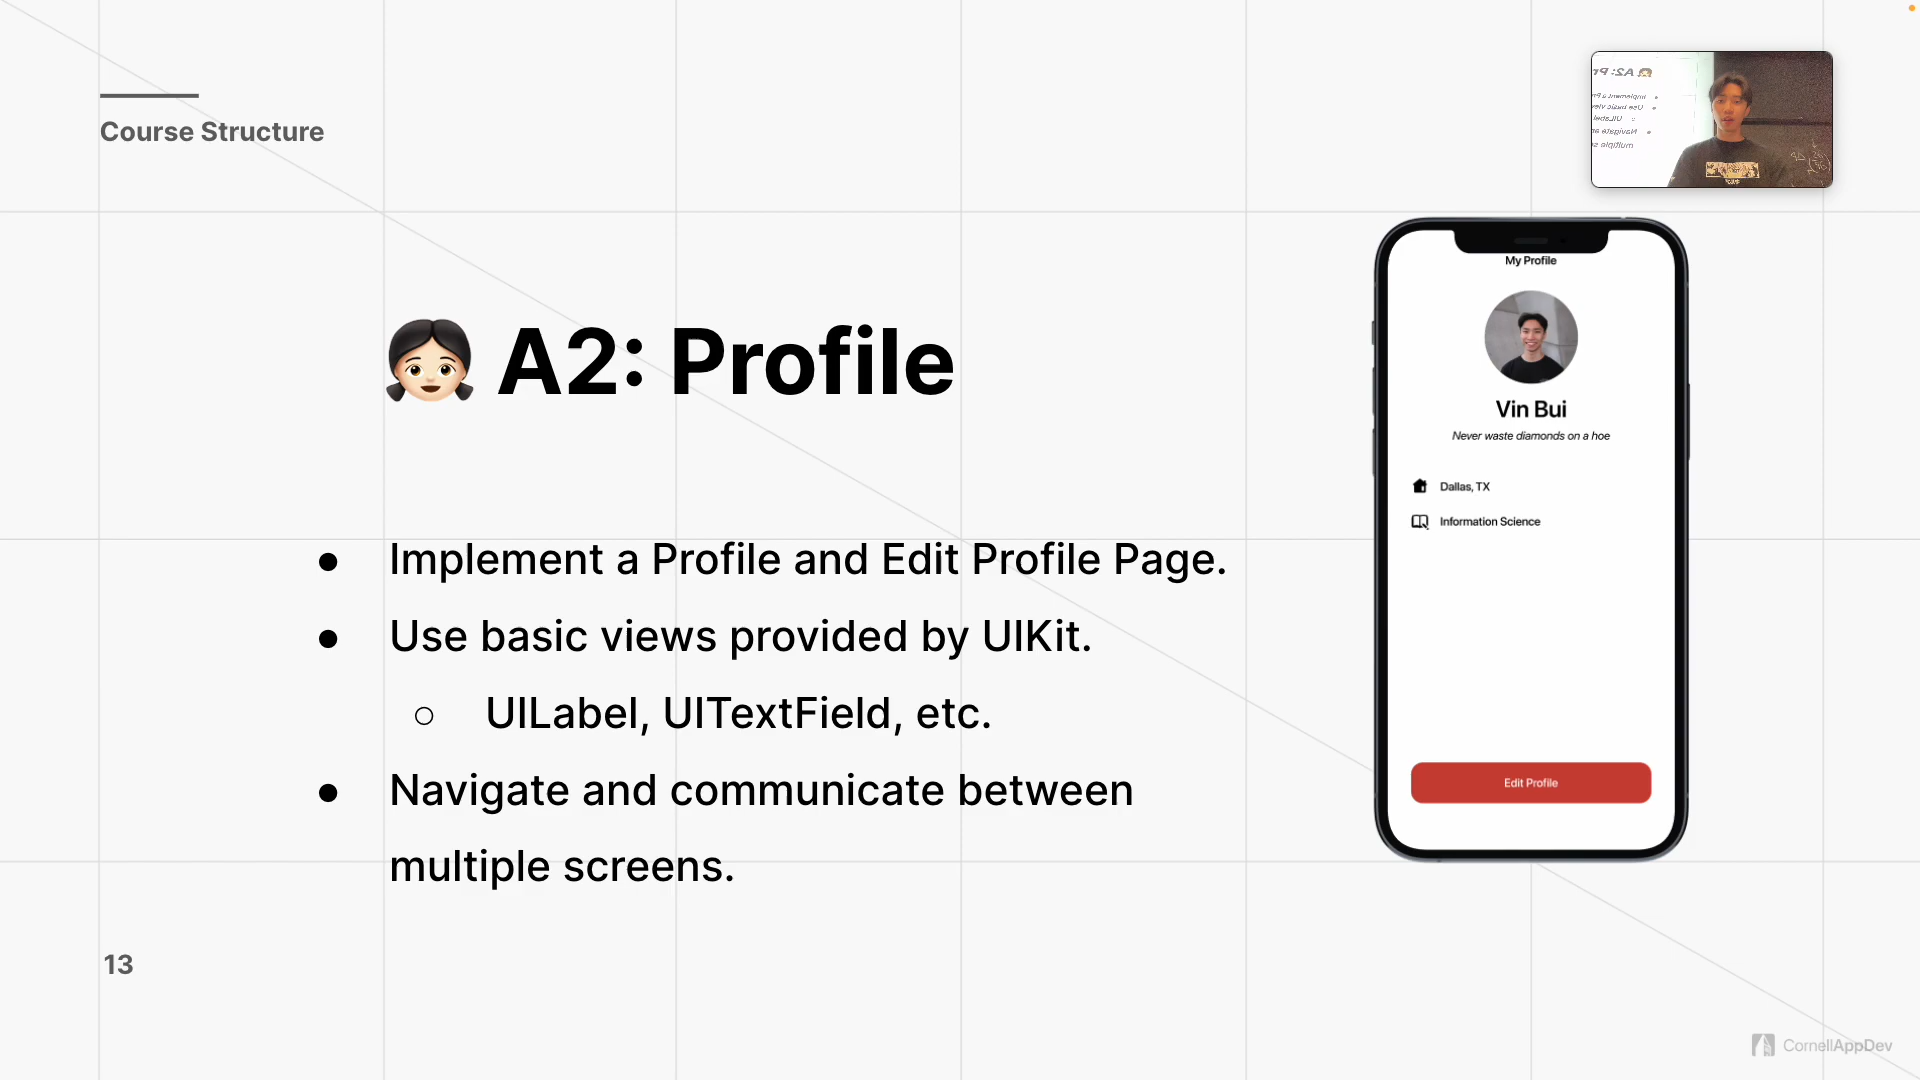 Course Structure
A2: Profile
Implement a Profile and Edit Profile Page.
Use basic views provided by UIKit.
UILabel, UITextField, etc.
Navigate and communicate between
multiple screens.
13
My Profile
Vin Bui
Never waste diamonds on a hoe
Dallas, TX
Information Science
Edit Profile
CornellAppDev